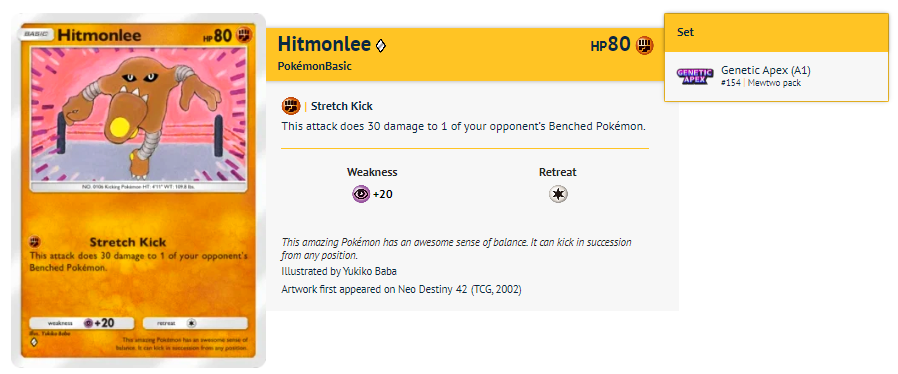 BASIC
Hitmonlee
HP 80
NO. 0106 Kicking Pokémon HT: 4'11" WT: 109.8 lbs.
Stretch Kick
This attack does 30 damage to 1 of your opponent's
Benched Pokémon.
weakness +20 retreat
Illus. Yukiko Baba
This amazing Pokémon has an awesome sense of
balance. It can kick in succession from any position.
Hitmonlee HP80
PokémonBasic
Stretch Kick
This attack does 30 damage to 1 of your opponent's Benched Pokémon.
Weakness Retreat
+20
This amazing Pokémon has an awesome sense of balance. It can kick in succession
from any position.
Illustrated by Yukiko Baba
Artwork first appeared on Neo Destiny 42 (TCG, 2002)
Set
GENETIC
APEX
Genetic Apex (A1)
#154 | Mewtwo pack